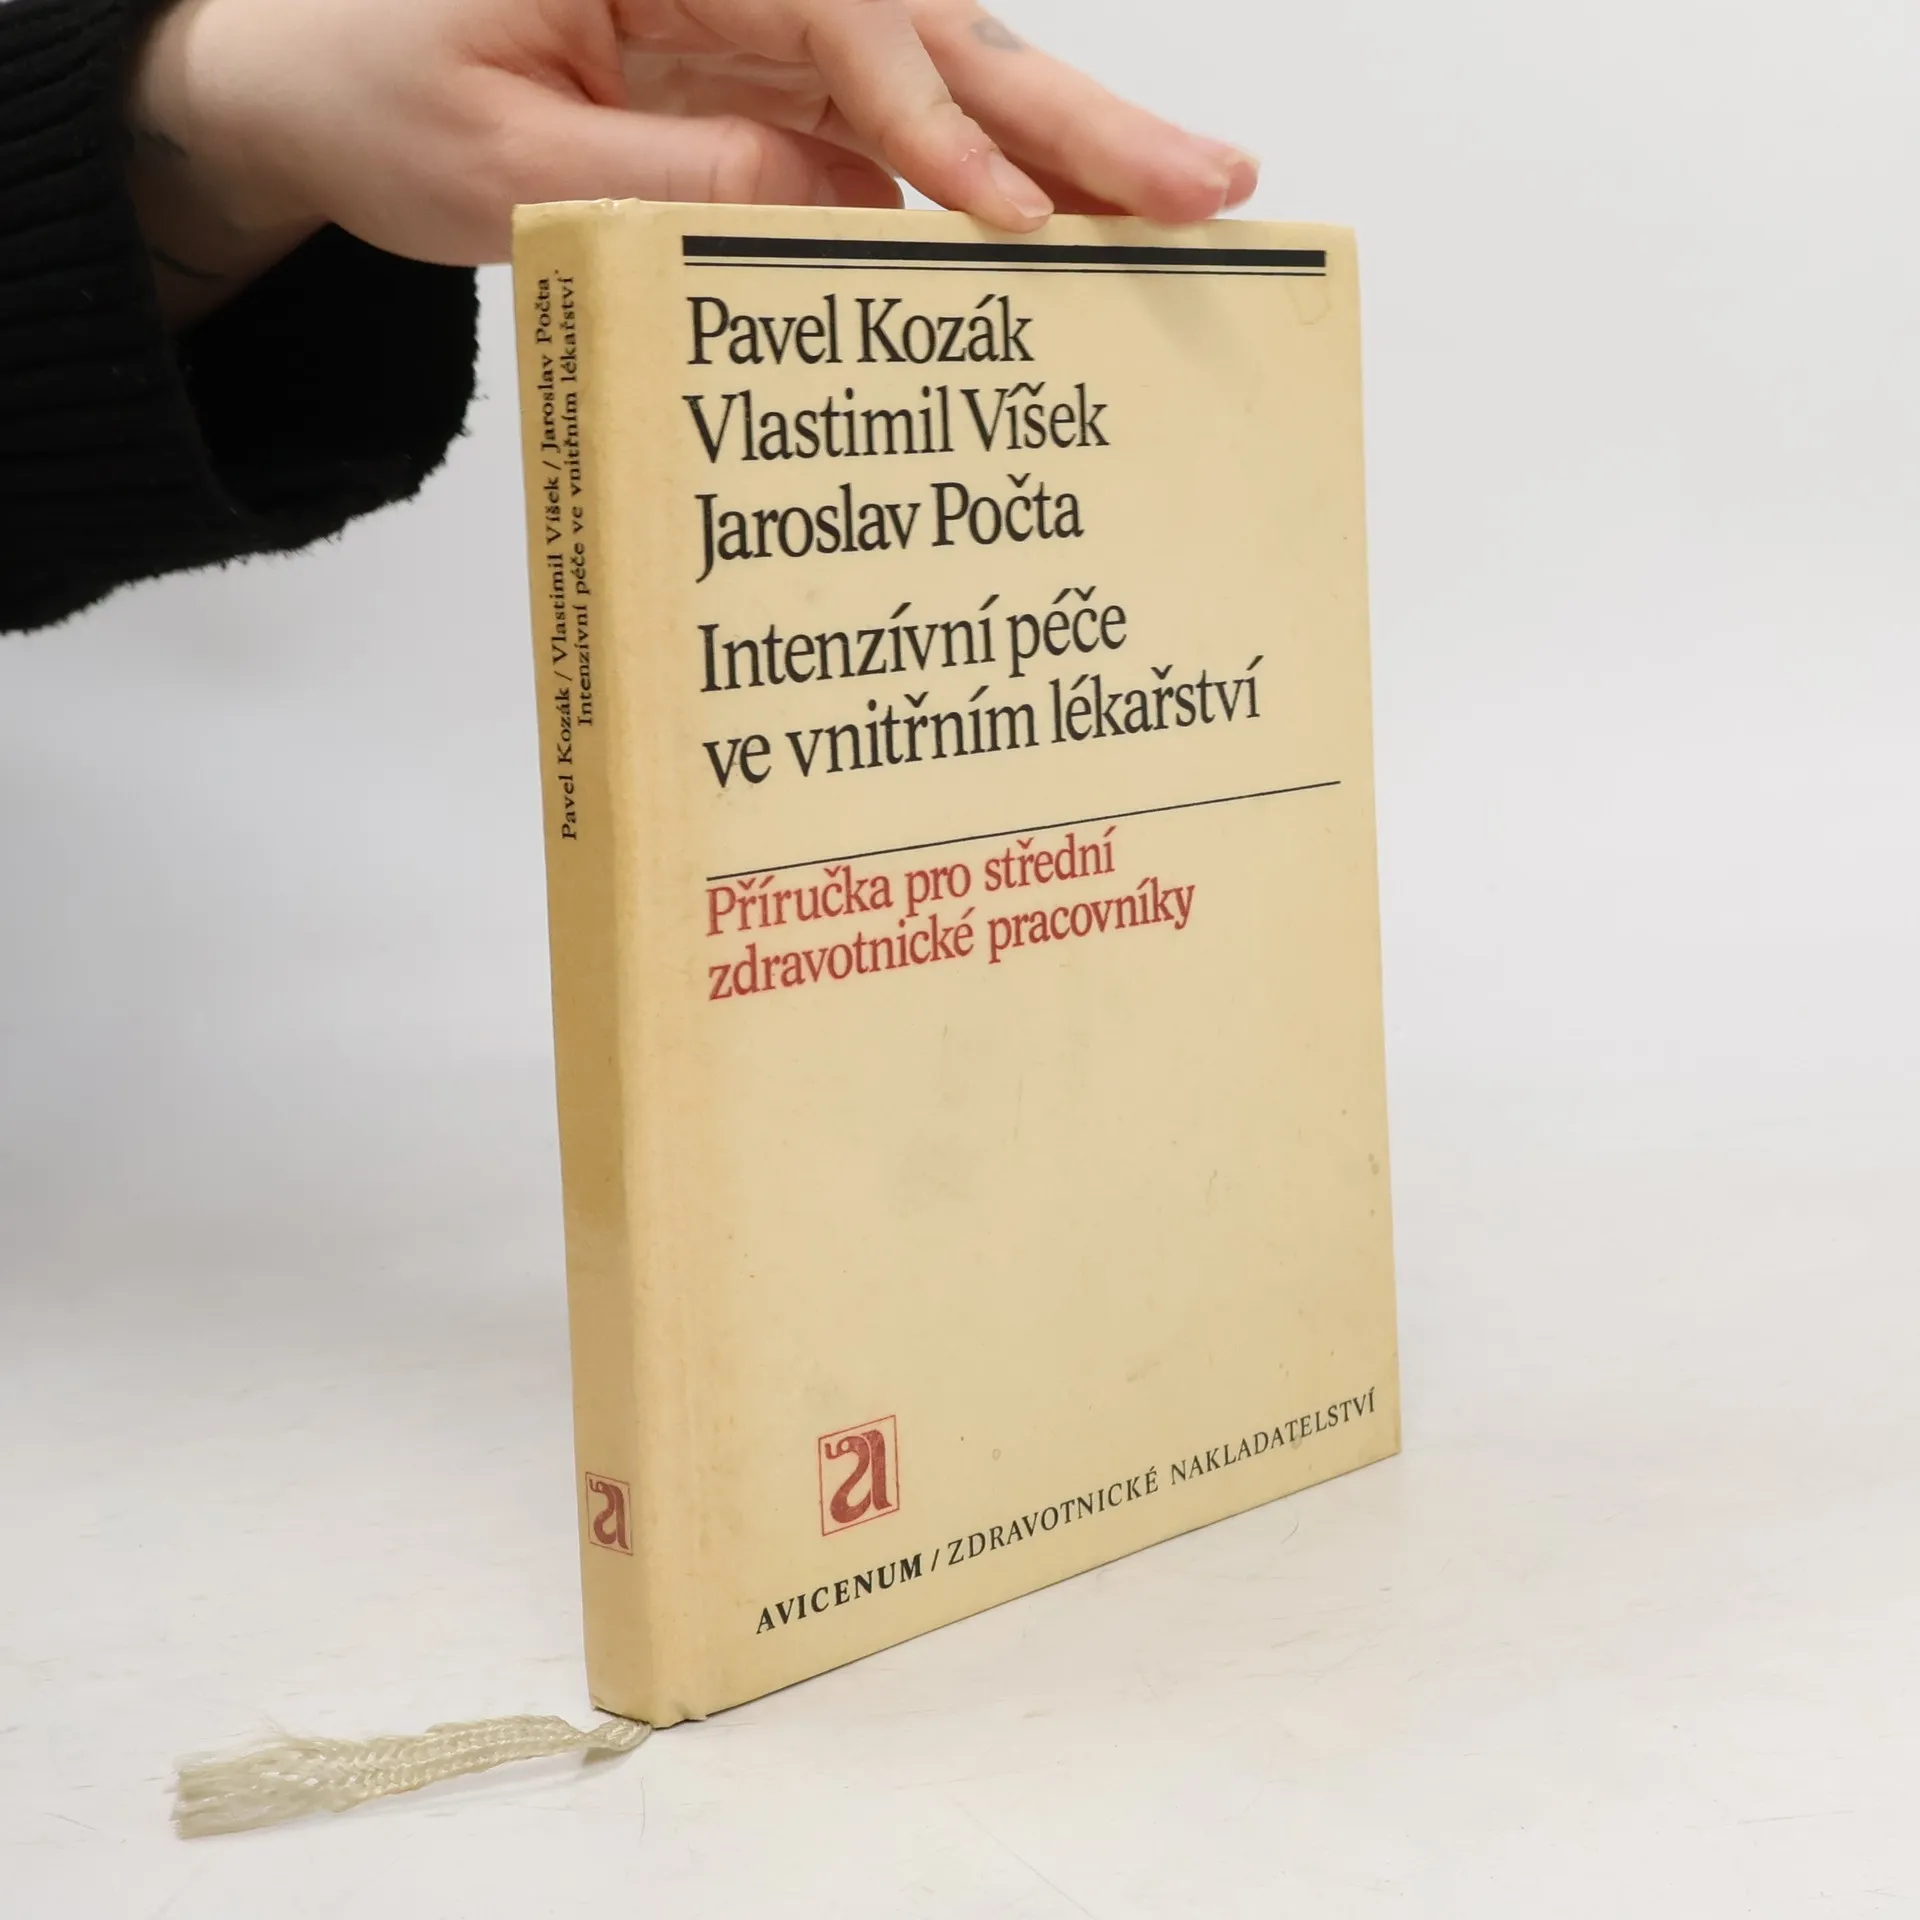 Pavel Kozák / Vlastimil Víšek / Jaroslav Počta
Intenzívní péče ve vnitřním lékařství
Pavel Kozák
Vlastimil Víšek
Jaroslav Počta
Intenzívní péče
ve vnitřním lékařství
Příručka pro střední
zdravotnické pracovníky
AVICENUM / ZDRAVOTNICKÉ NAKLADATELSTVÍ